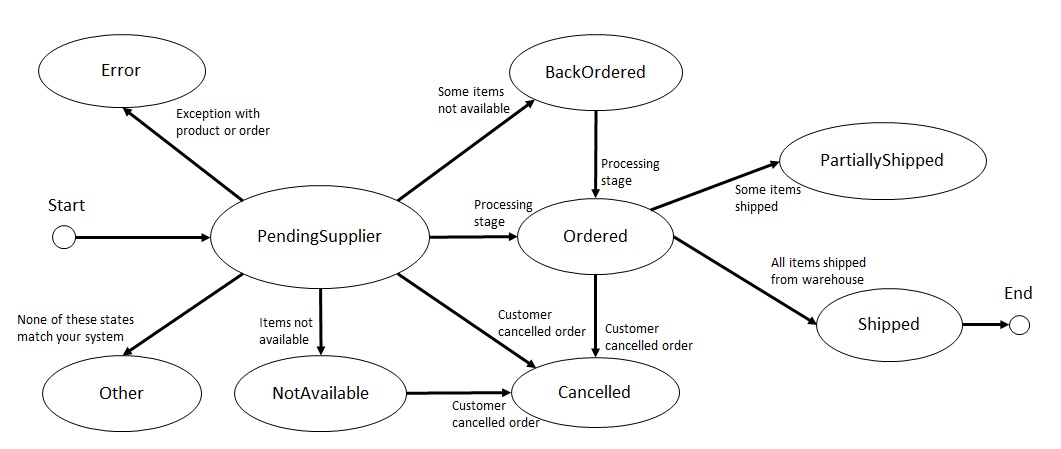 Error
BackOrdered
Some items
not available
Exception with
product or order
Processing
stage
PartiallyShipped
Some items
shipped
Start
Processing
stage
PendingSupplier
Ordered
All items shipped
from warehouse
End
None of these states
match your system
Items not
available
Customer
cancelled order
Customer
cancelled order
Shipped
Other
NotAvailable
Cancelled
Customer
cancelled order